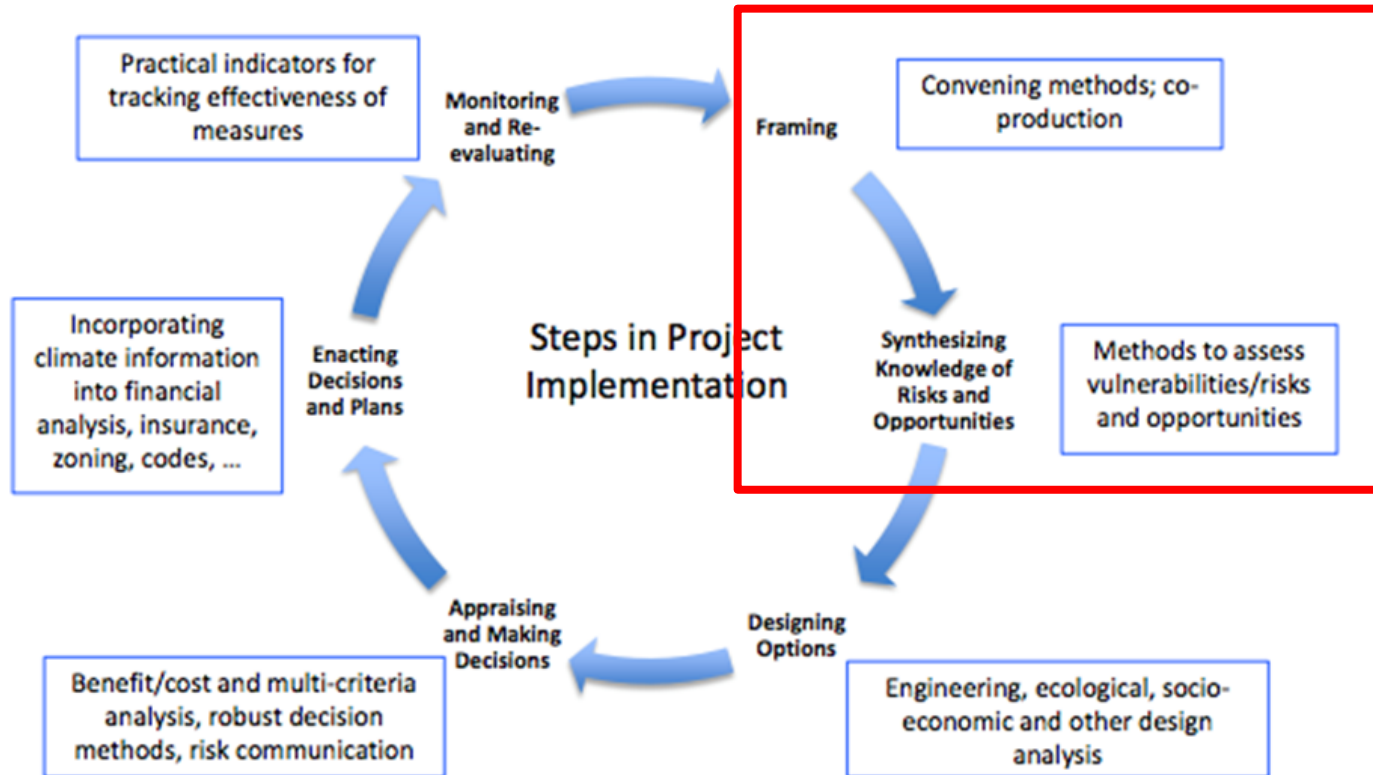 Practical indicators for
tracking effectiveness of
measures
Monitoring
and Re-
evaluating
Framing
Convening methods; co-
production
Steps in Project
Implementation
Synthesizing
Knowledge of
Risks and
Opportunities
Methods to assess
vulnerabilities/risks
and opportunities
Designing
Options
Engineering, ecological, socio-
economic and other design
analysis
Appraising
and Making
Decisions
Benefit/cost and multi-criteria
analysis, robust decision
methods, risk communication
Enacting
Decisions
and Plans
Incorporating
climate information
into financial
analysis, insurance,
zoning, codes, ...